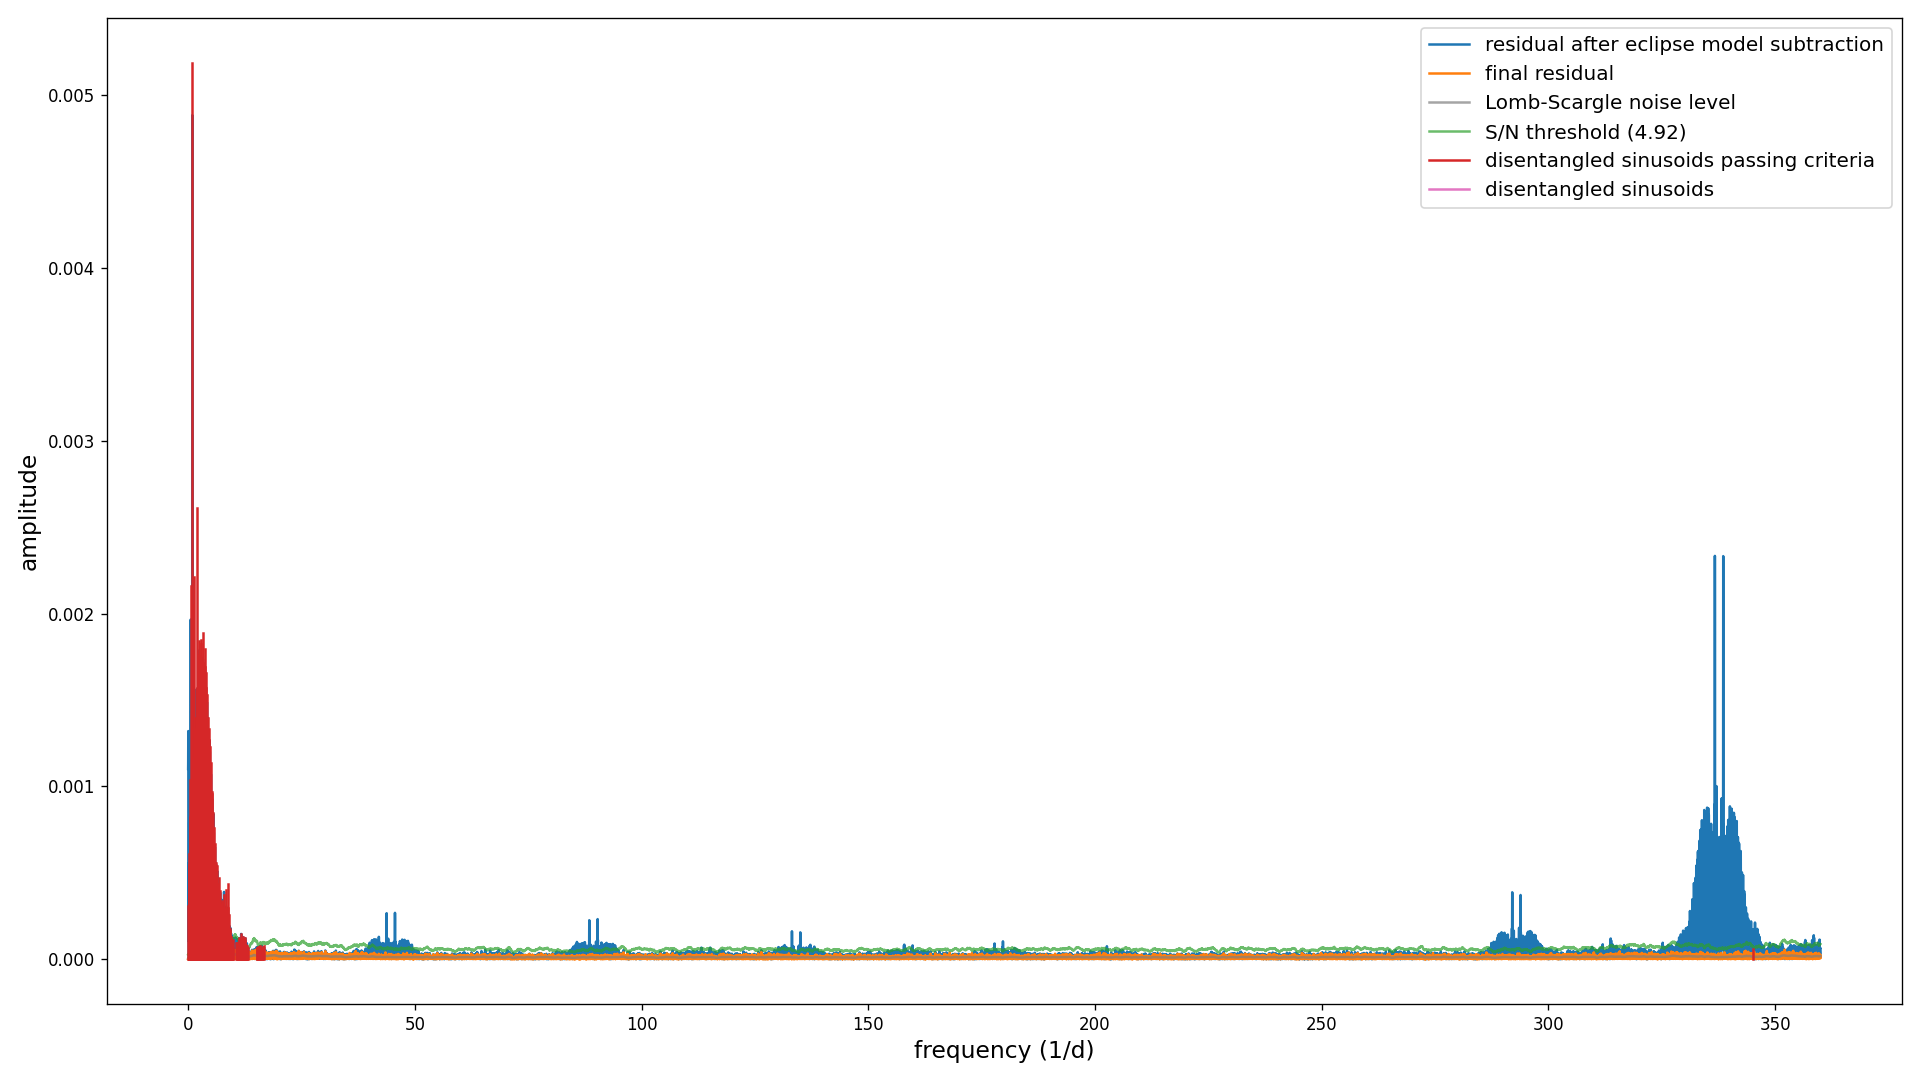 residual after eclipse model subtraction
final residual
Lomb-Scargle noise level
S/N threshold (4.92)
disentangled sinusoids passing criteria
disentangled sinusoids
0.005
0.004
0.003
0.002
0.001
0.000
amplitude
0 50 100 150 200 250 300 350
frequency (1/d)